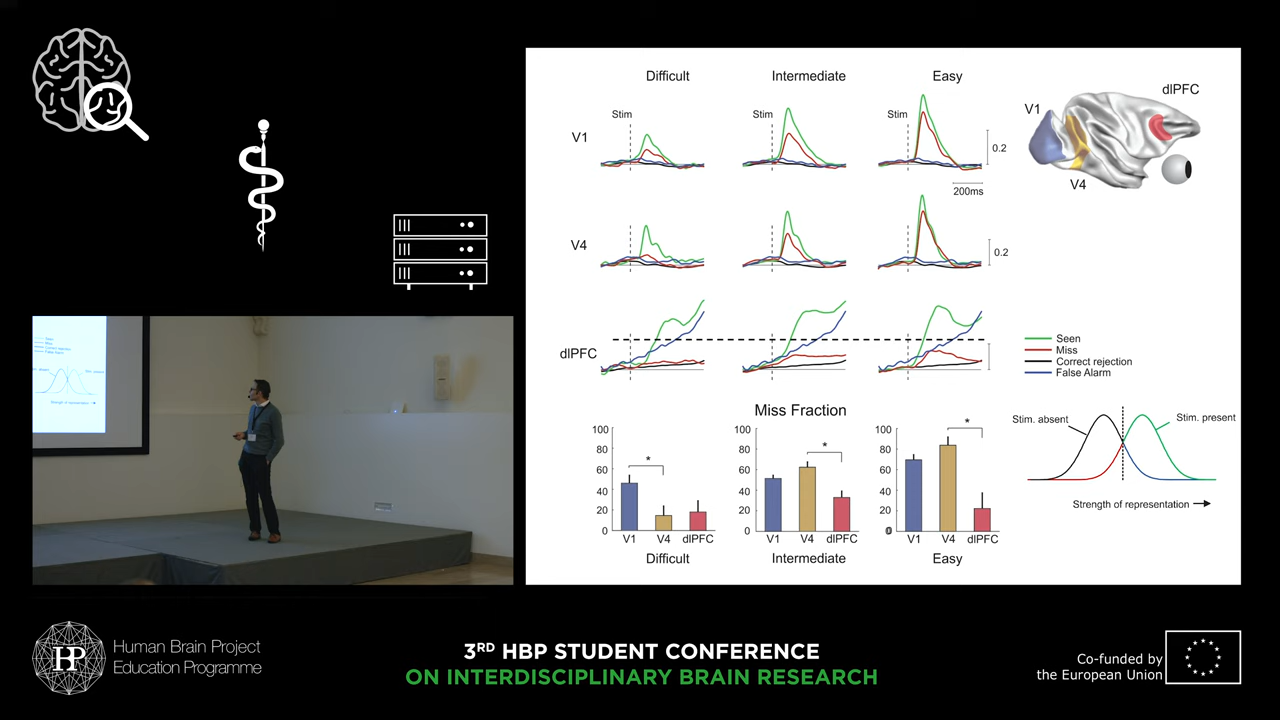 Difficult
Intermediate
Easy
V1
Stim
Stim
Stim
0.2
200ms
V1
dlPFC
V4
V4
0.2
dlPFC
Seen
Miss
Correct rejection
False Alarm
Miss Fraction
100
80
60
40
20
0
*
V1 V4 dlPFC
Difficult
100
80
60
40
20
0
*
V1 V4 dlPFC
Intermediate
100
80
60
40
20
0
*
V1 V4 dlPFC
Easy
Stim. absent
Stim. present
Strength of representation
HP
Human Brain Project
Education Programme
3RD HBP STUDENT CONFERENCE
ON INTERDISCIPLINARY BRAIN RESEARCH
Co-funded by
the European Union